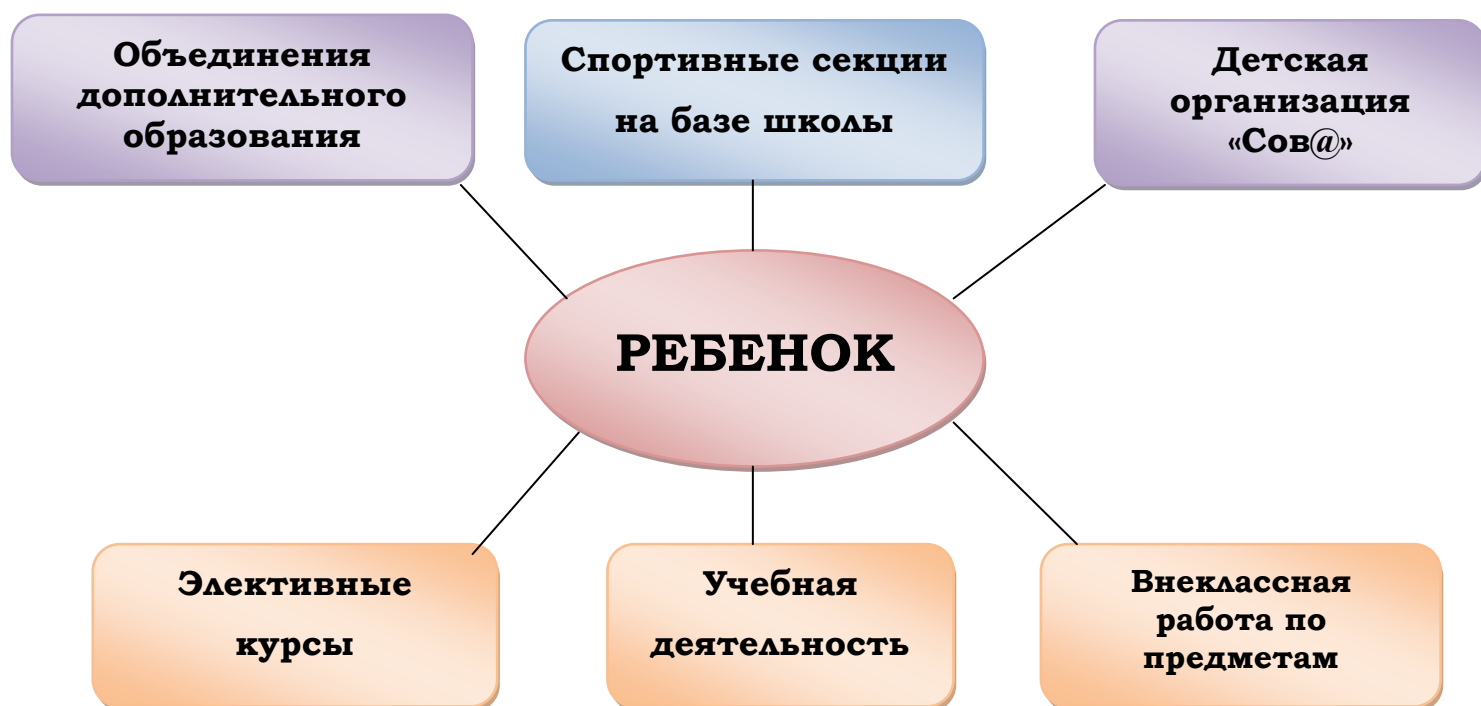 Объединения
дополнительного
образования
Спортивные секции
на базе школы
Детская
организация
«Сов@»
РЕБЕНОК
Элективные
курсы
Учебная
деятельность
Внеклассная
работа по
предметам